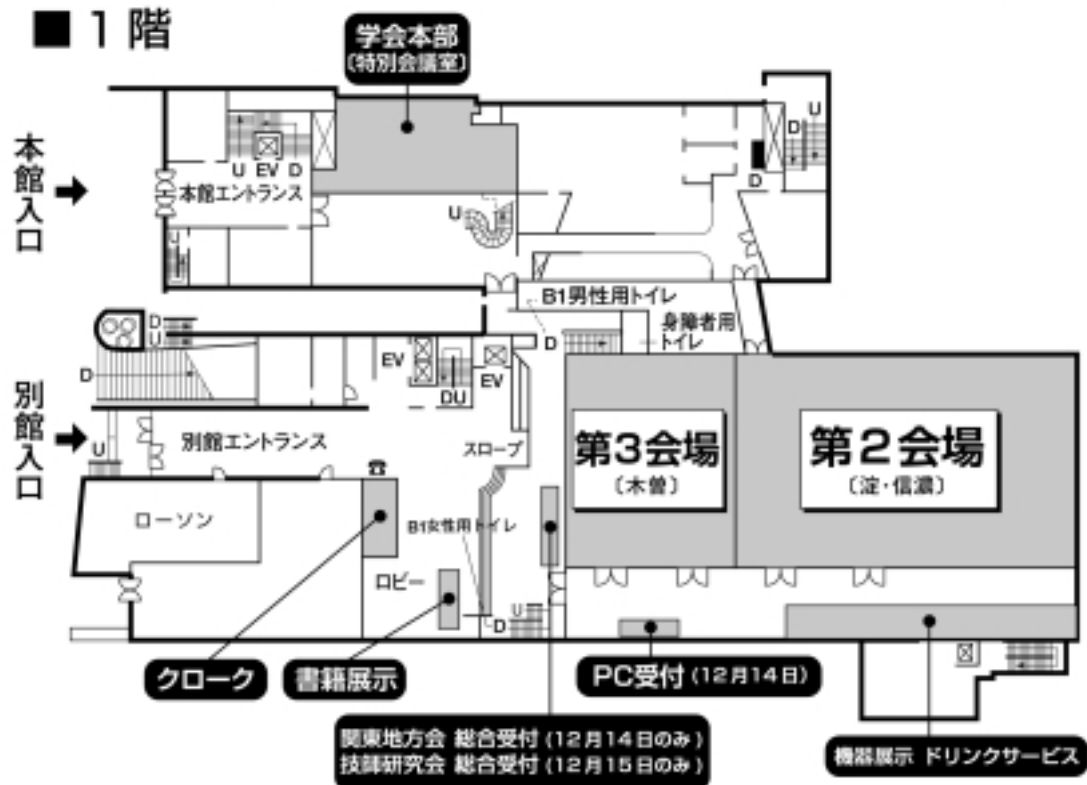 ■1階
学会本部
(特別会議室)
本館入口
U EV D
本館エントランス
U
U
D
U
D
B1男性用トイレ
身障者用
トイレ
D
D
U
D
EV
DU
EV
別館入口
U
別館エントランス
スロープ
第3会場
(木曽)
第2会場
(淀・信濃)
ローソン
☎
B1女性用トイレ
ロビー
U
D
クローク
書籍展示
PC受付 (12月14日)
関東地方会 総合受付 (12月14日のみ)
技師研究会 総合受付 (12月15日のみ)
機器展示 ドリンクサービス